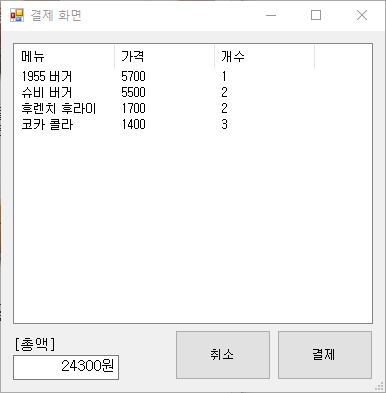 결제 화면
메뉴 가격 개수
1955 버거 5700 1
슈비 버거 5500 2
후렌치 후라이 1700 2
코카 콜라 1400 3
[총액]
24300원
취소 결제